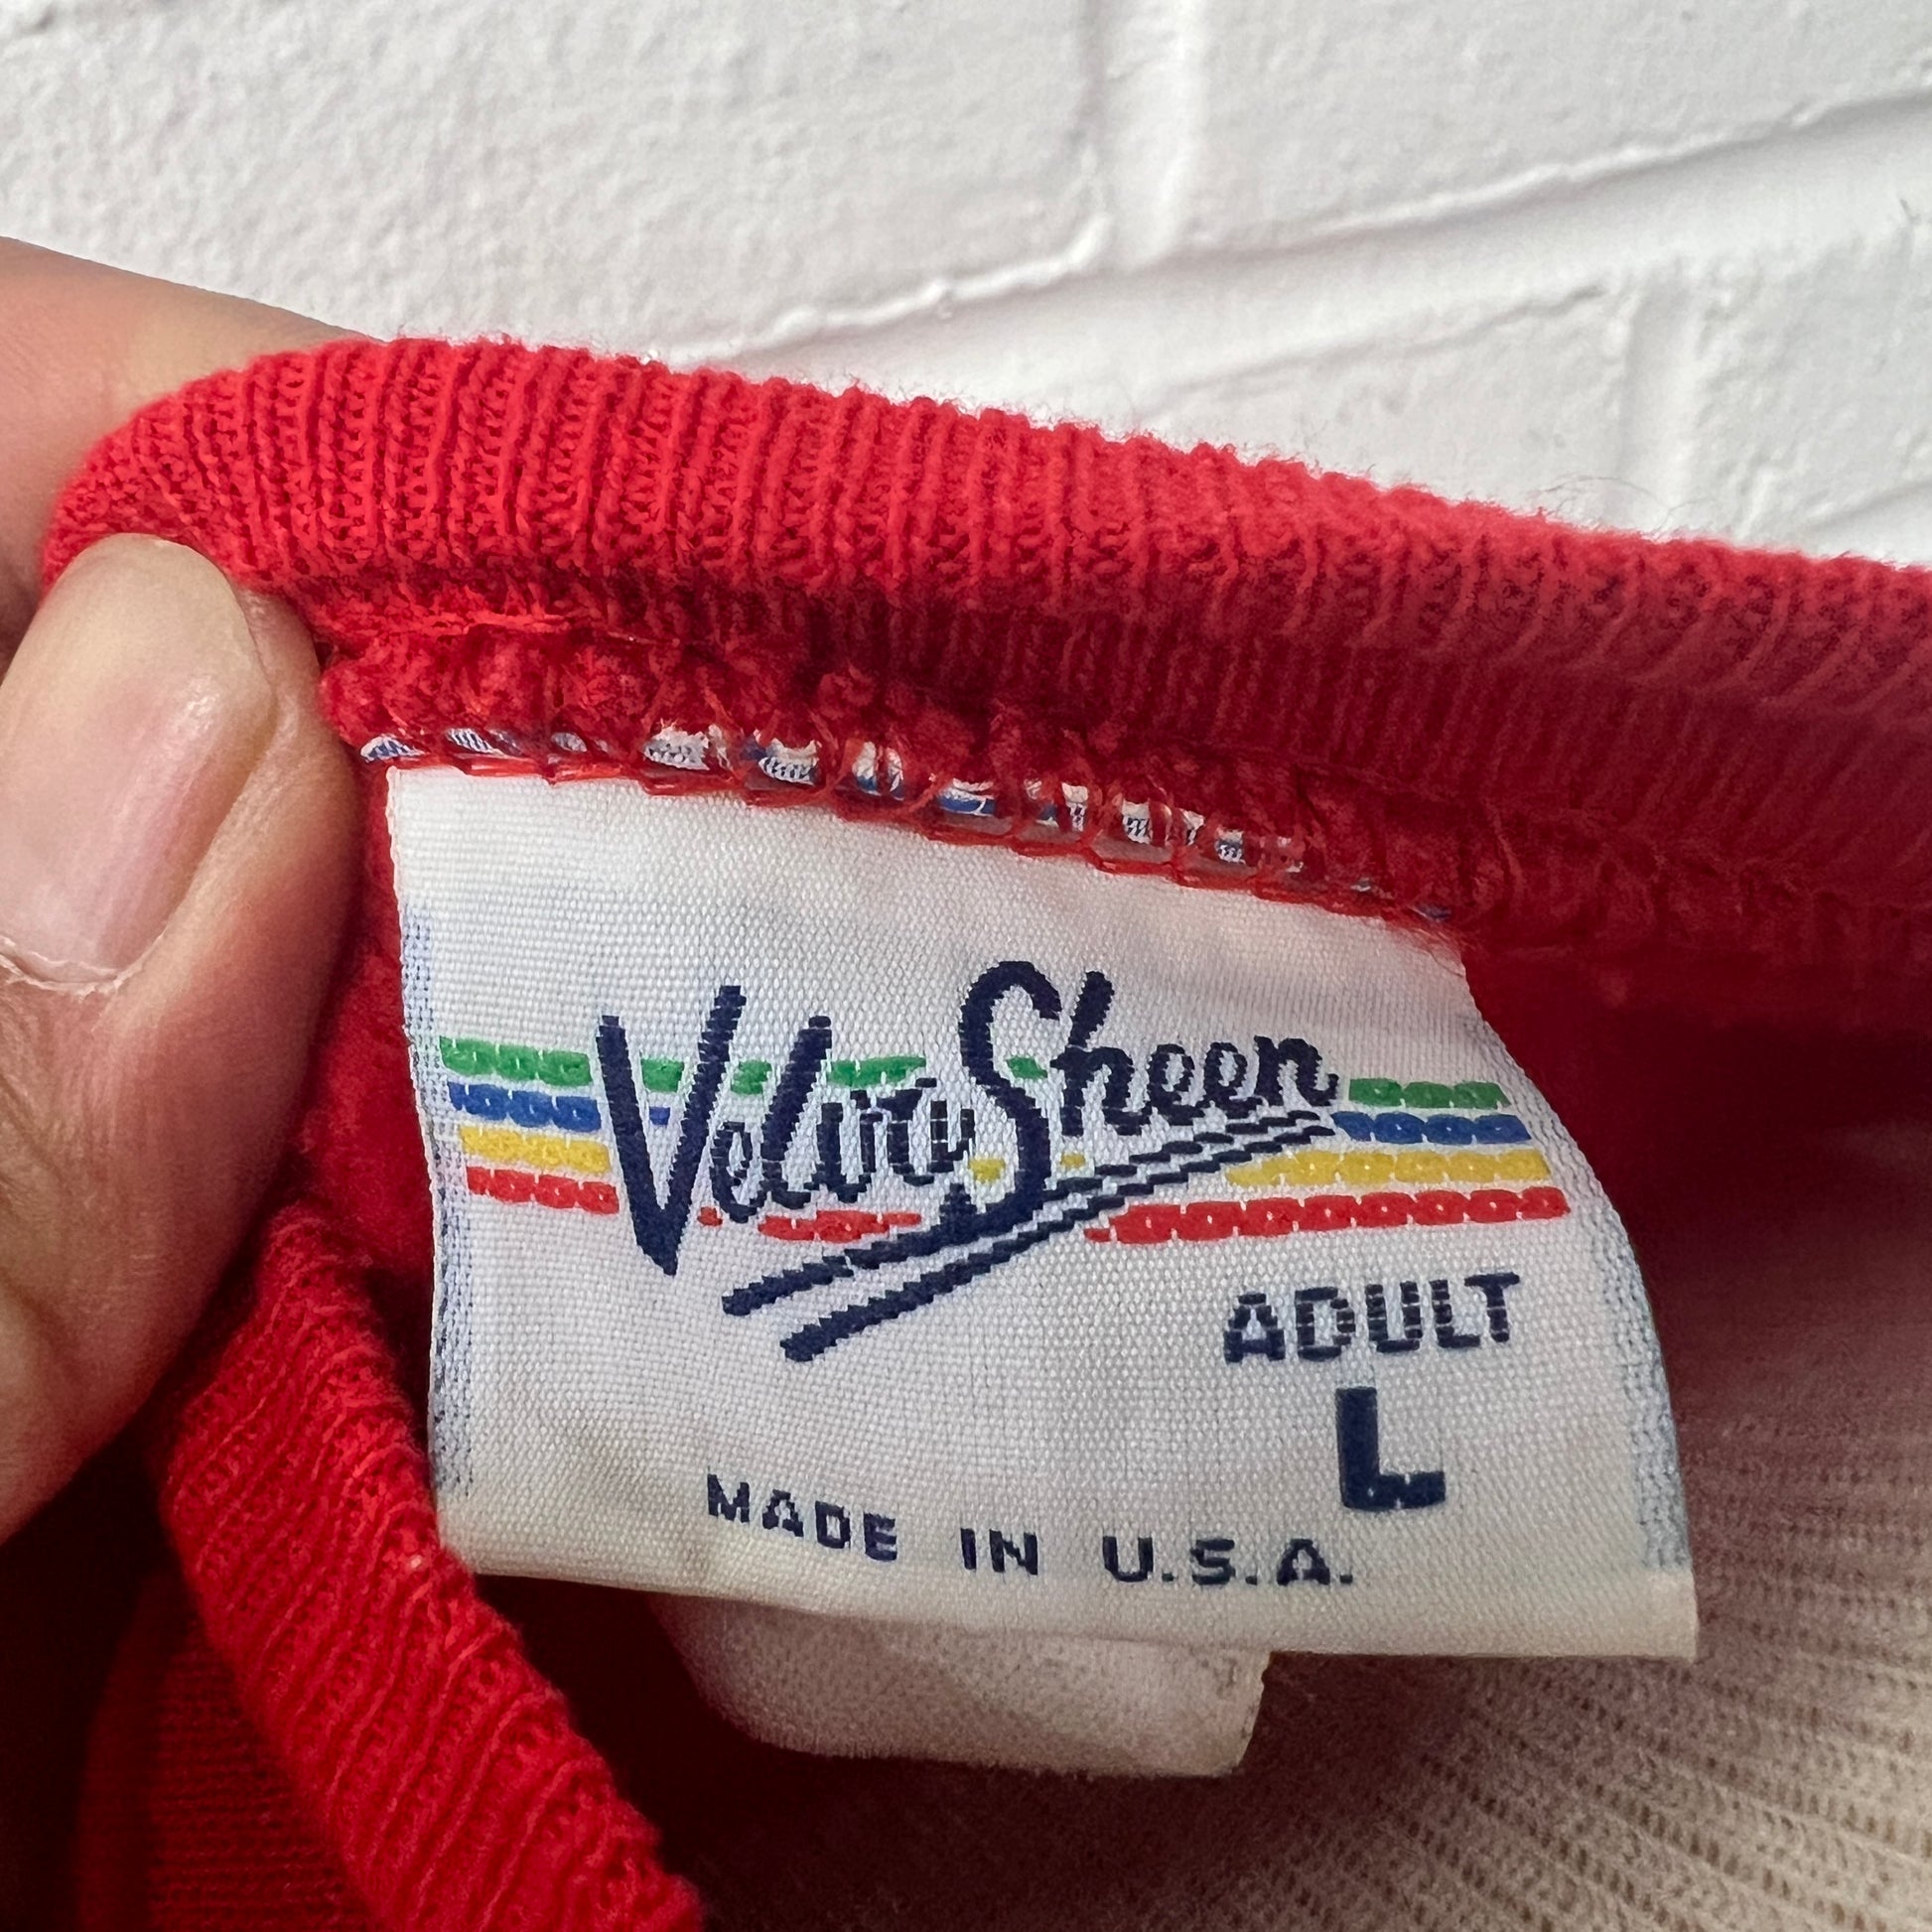 Velva Sheen
ADULT
L
MADE IN U.S.A.